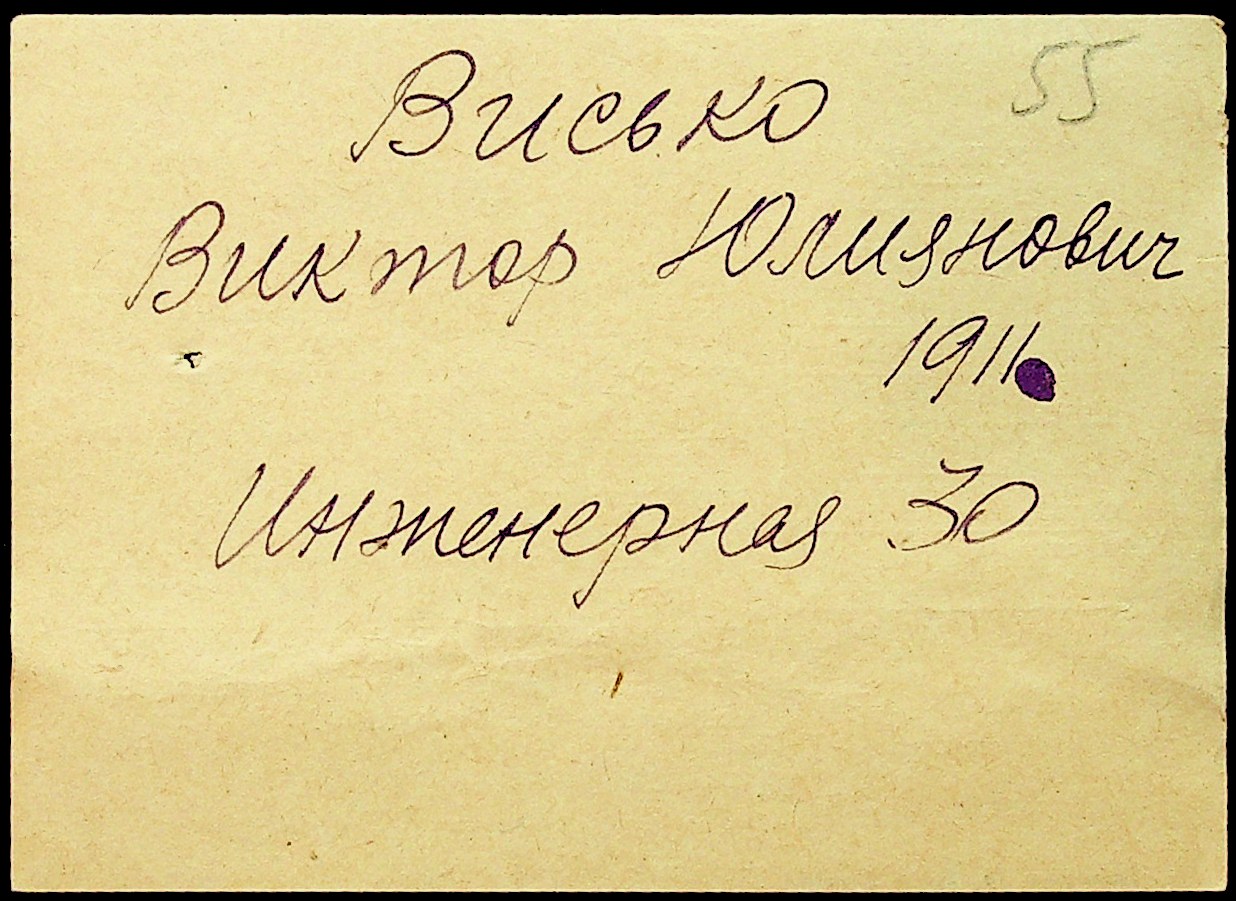 55
Висько
Виктор Юлиянович
1911
Инженерная 30